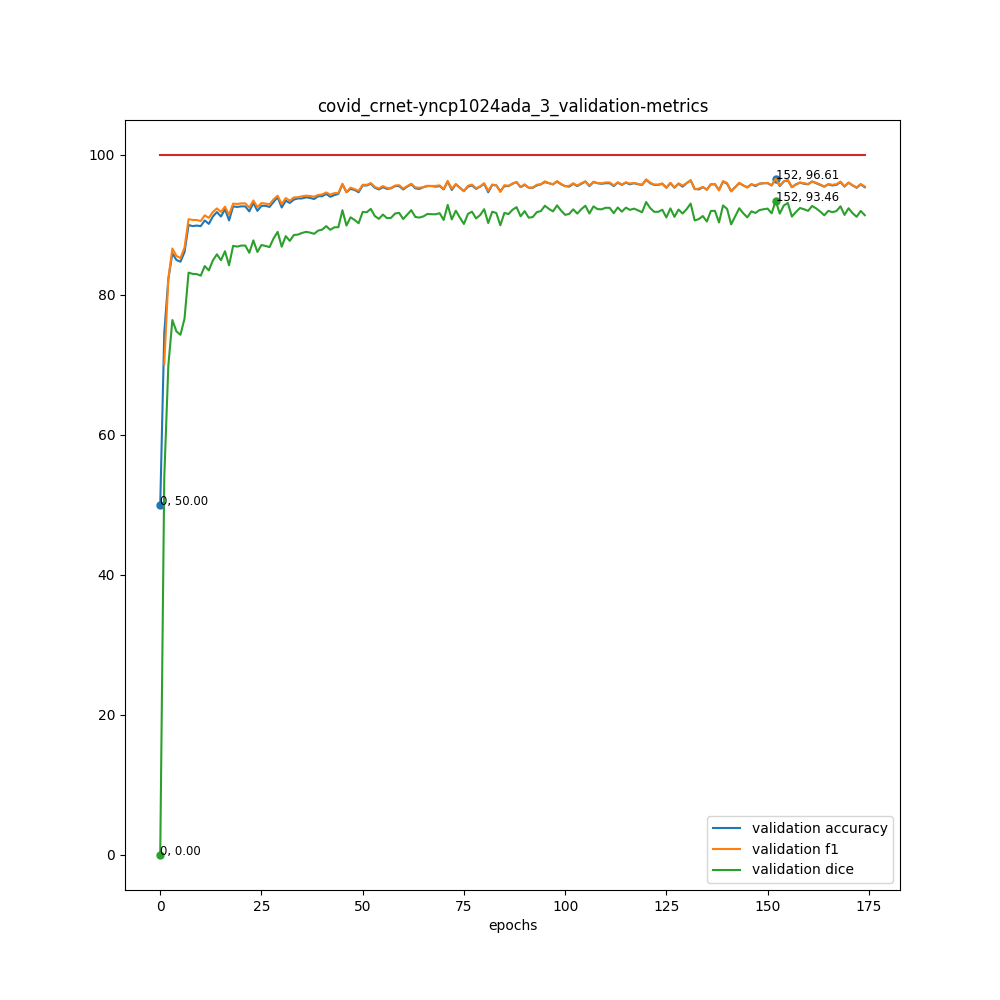 covid_crnet-yncp1024ada_3_validation-metrics
100
152, 96.61
152, 93.46
80
60
0, 50.00
40
20
validation accuracy
validation f1
0, 0.00
0
validation dice
0 25 50 75 100 125 150 175
epochs